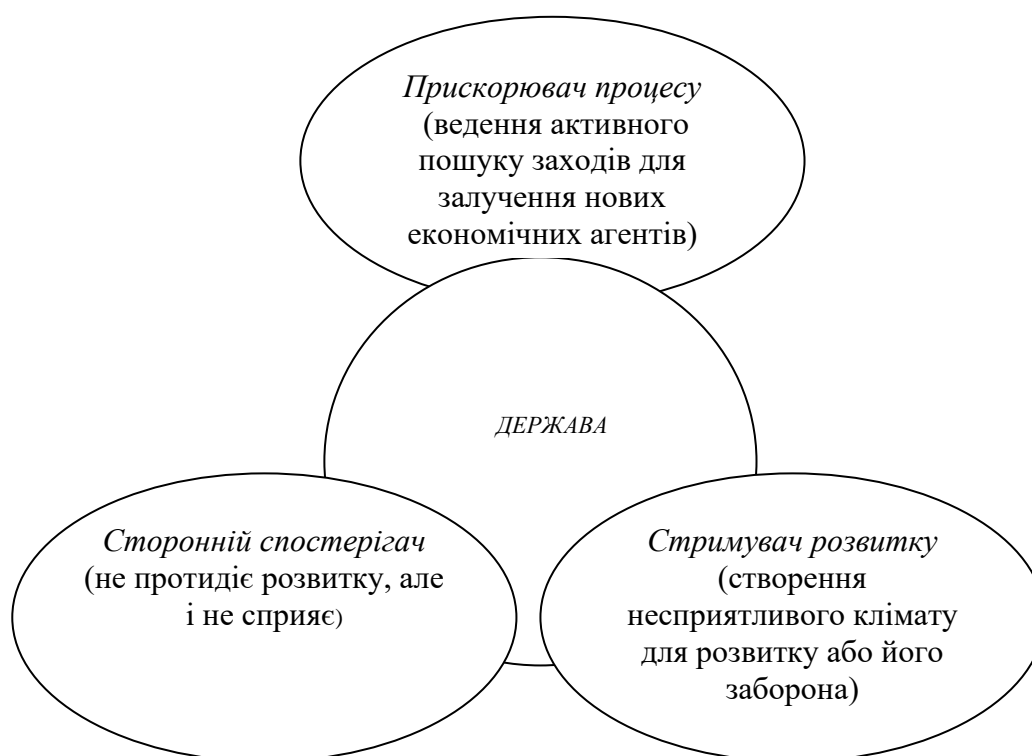 Прискорювач процесу
(ведення активного
пошуку заходів для
залучення нових
економічних агентів)
ДЕРЖАВА
Сторонній спостерігач
(не протидіє розвитку, але
і не сприяє)
Стримувач розвитку
(створення
несприятливого клімату
для розвитку або його
заборона)